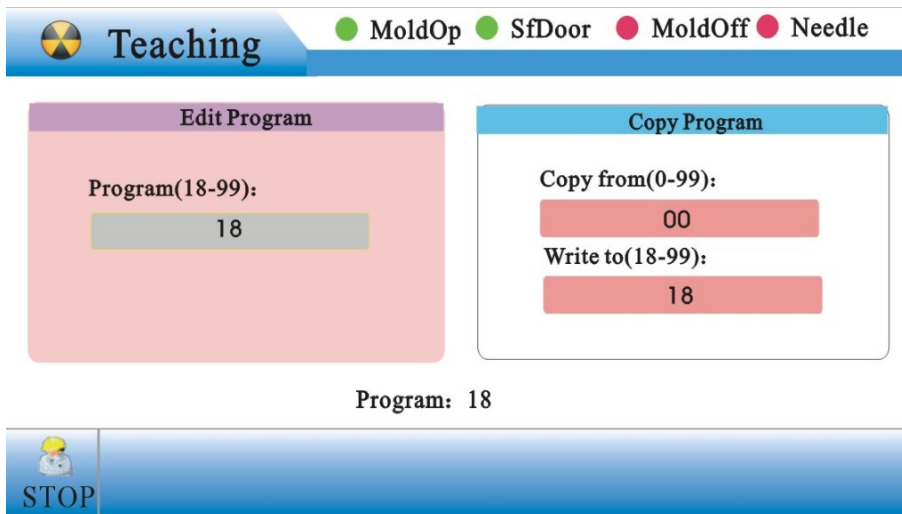 Teaching
MoldOp SfDoor MoldOff Needle
Edit Program
Program(18-99):
18
Copy Program
Copy from(0-99):
00
Write to(18-99):
18
Program: 18
STOP